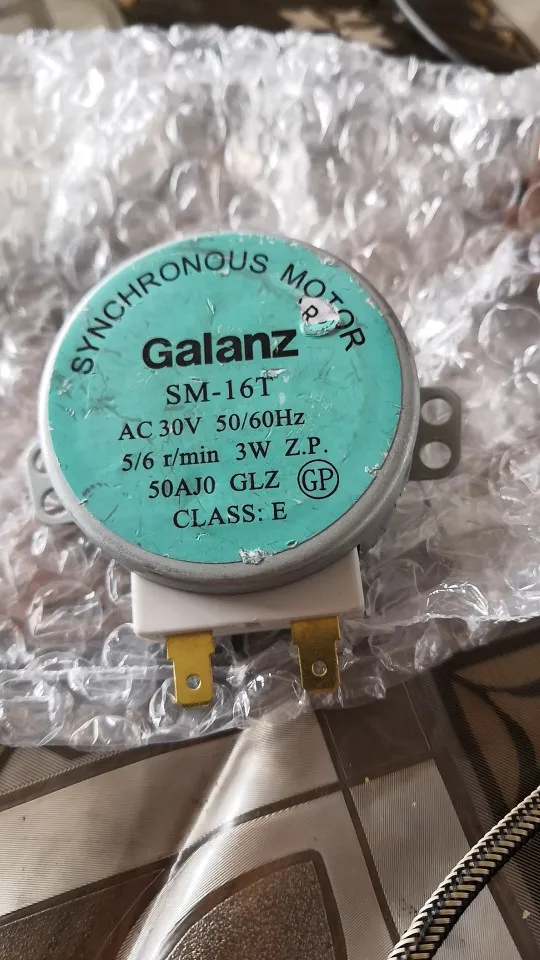 SYNCHRONOUS MOTOR
R
Galanz
SM-16T
AC 30V 50/60Hz
5/6 r/min 3W Z.P.
50AJ0 GLZ GP
CLASS: E